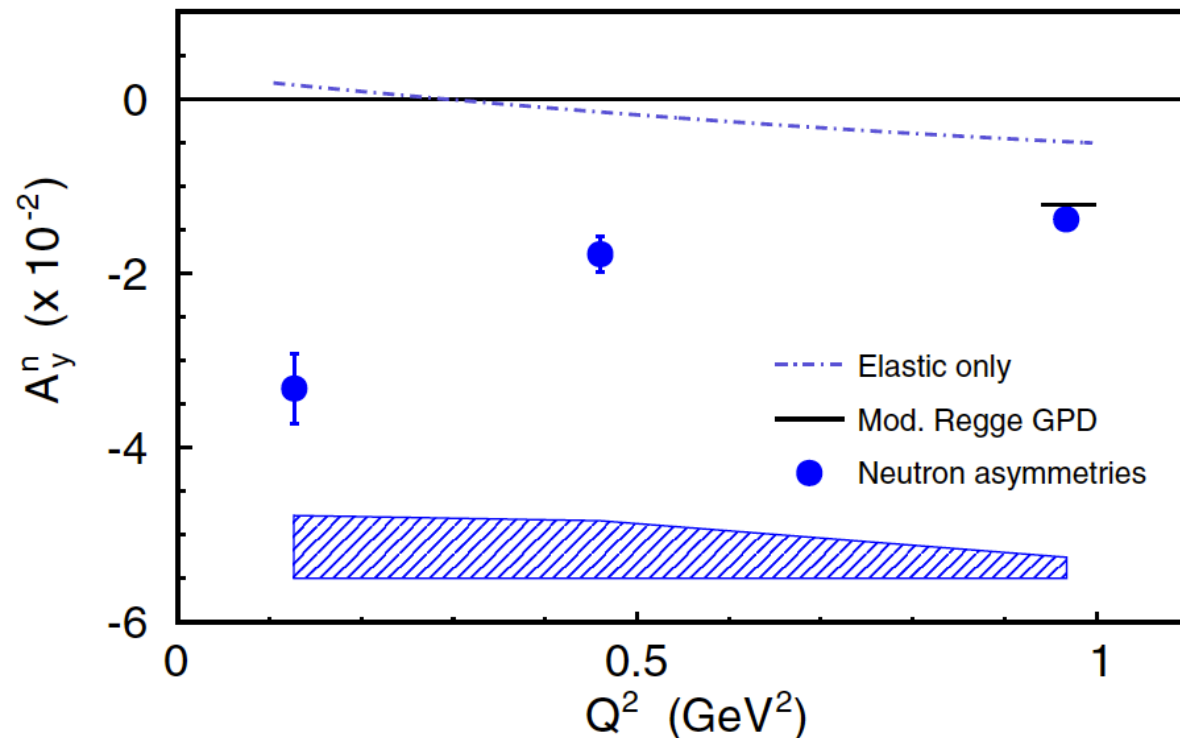 0
-2
-4
-6
A_y^n (x 10^-2)
Elastic only
Mod. Regge GPD
Neutron asymmetries
0 0.5 1
Q^2 (GeV^2)